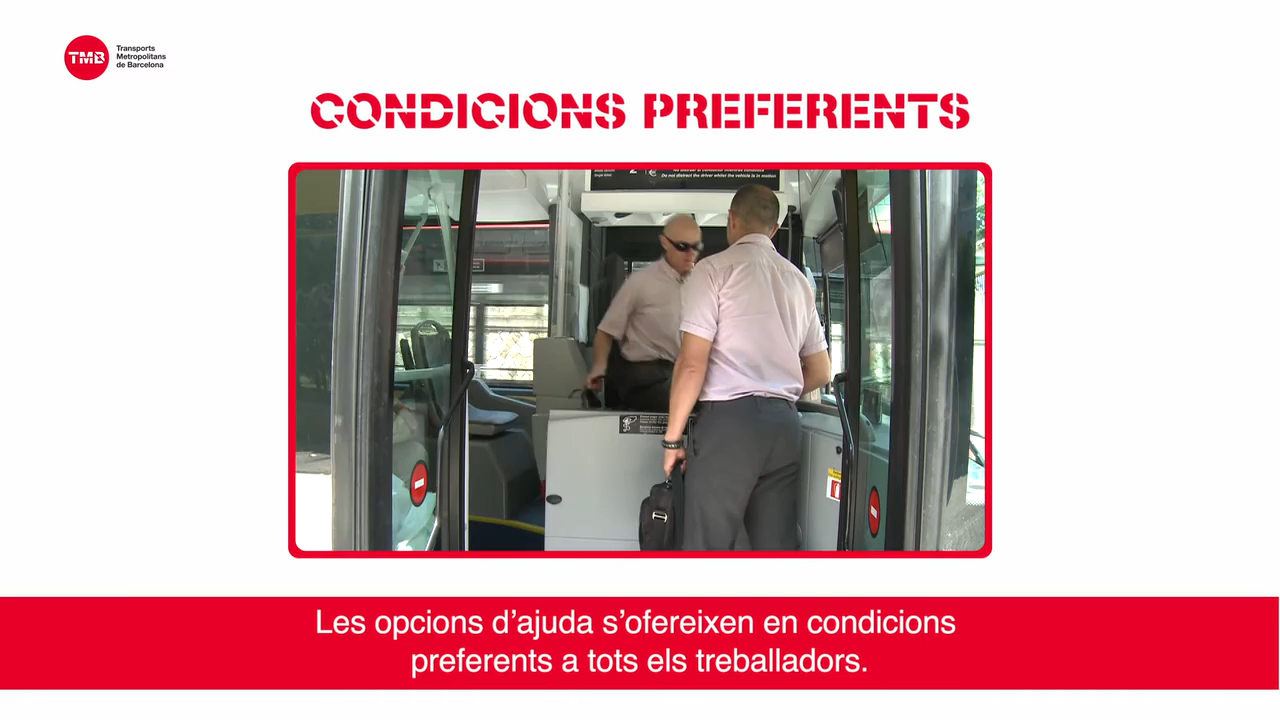 TMB
Transports
Metropolitans
de Barcelona
CONDICIONS PREFERENTS
Do not distract the driver whilst the vehicle is in motion
Les opcions d'ajuda s'ofereixen en condicions
preferents a tots els treballadors.